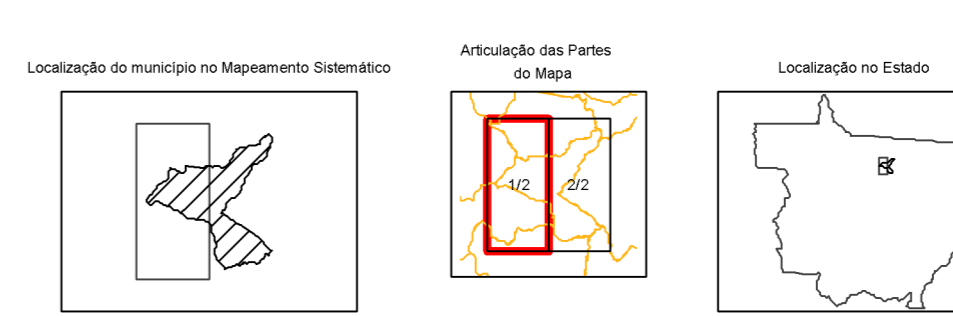 Localização do município no Mapeamento Sistemático
Articulação das Partes
do Mapa
1/2
2/2
Localização no Estado